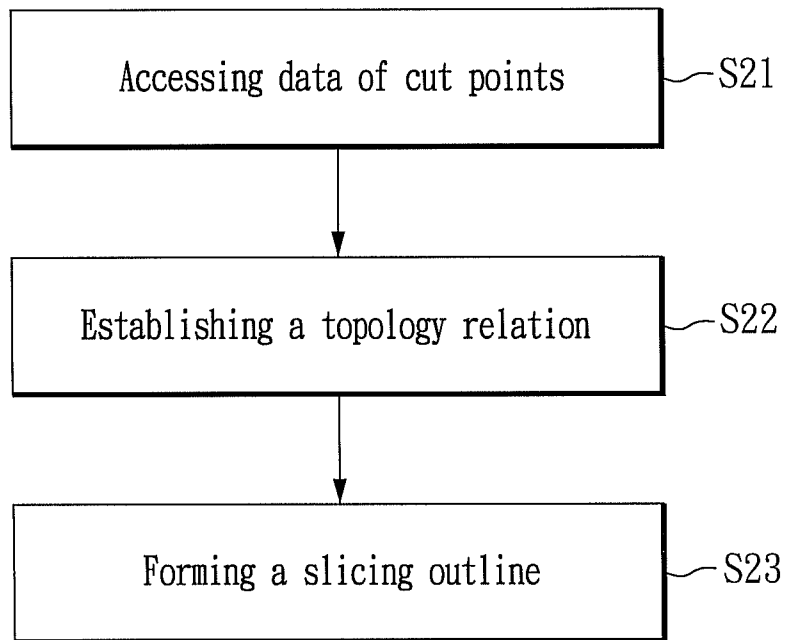 Accessing data of cut points
S21
Establishing a topology relation
S22
Forming a slicing outline
S23